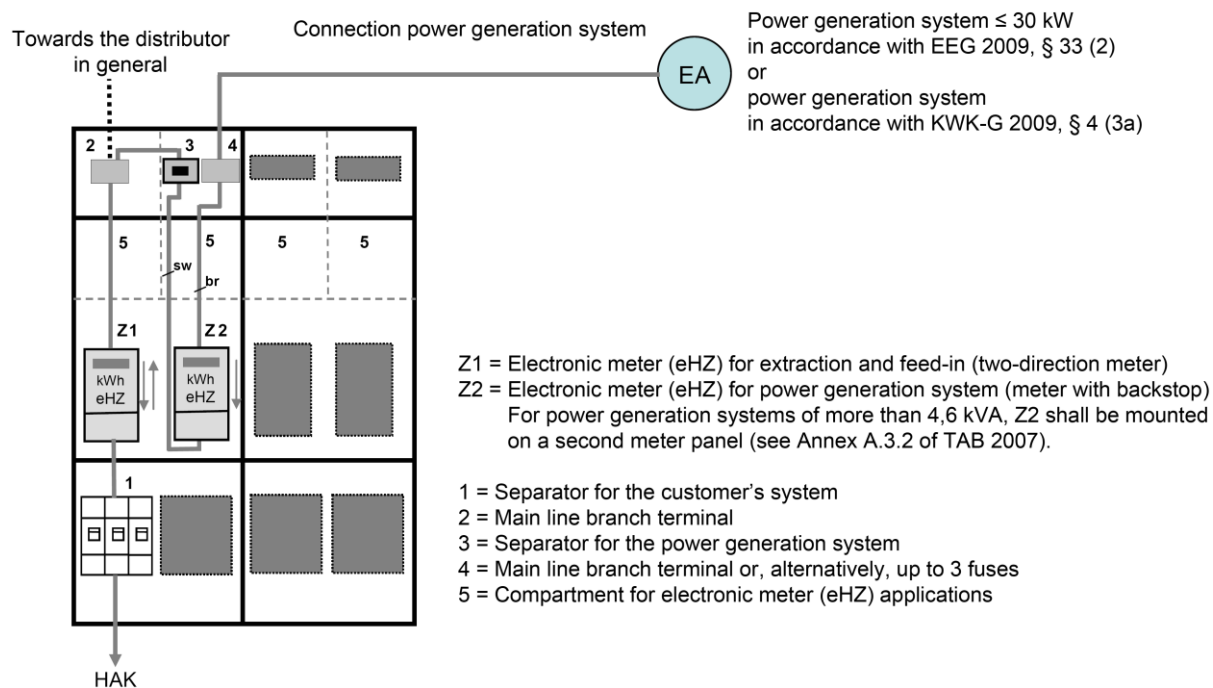 Towards the distributor
in general
Connection power generation system
EA
Power generation system ≤ 30 kW
in accordance with EEG 2009, § 33 (2)
or
power generation system
in accordance with KWK-G 2009, § 4 (3a)
2
3
4
5
5
5
5
sw
br
Z1
Z2
kWh
eHZ
kWh
eHZ
Z1 = Electronic meter (eHZ) for extraction and feed-in (two-direction meter)
Z2 = Electronic meter (eHZ) for power generation system (meter with backstop)
For power generation systems of more than 4,6 kVA, Z2 shall be mounted
on a second meter panel (see Annex A.3.2 of TAB 2007).
1
1 = Separator for the customer's system
2 = Main line branch terminal
3 = Separator for the power generation system
4 = Main line branch terminal or, alternatively, up to 3 fuses
5 = Compartment for electronic meter (eHZ) applications
HAK